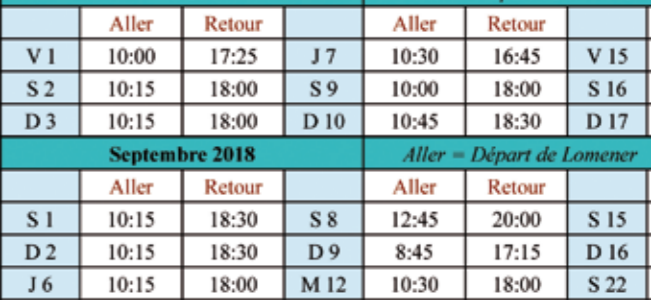 Aller Retour Aller Retour
V 1 10:00 17:25 J 7 10:30 16:45 V 15
S 2 10:15 18:00 S 9 10:00 18:00 S 16
D 3 10:15 18:00 D 10 10:45 18:30 D 17
Septembre 2018 Aller = Départ de Lomener
Aller Retour Aller Retour
S 1 10:15 18:30 S 8 12:45 20:00 S 15
D 2 10:15 18:30 D 9 8:45 17:15 D 16
J 6 10:15 18:00 M 12 10:30 18:00 S 22